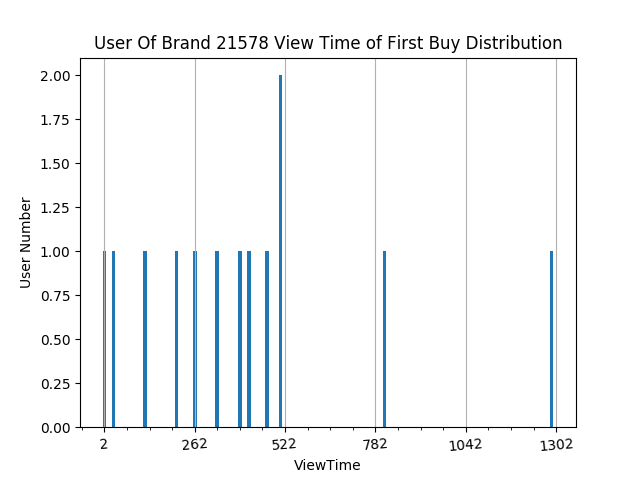 User Of Brand 21578 View Time of First Buy Distribution
2.00
1.75
1.50
1.25
1.00
0.75
0.50
0.25
0.00
User Number
2 262 522 782 1042 1302
ViewTime